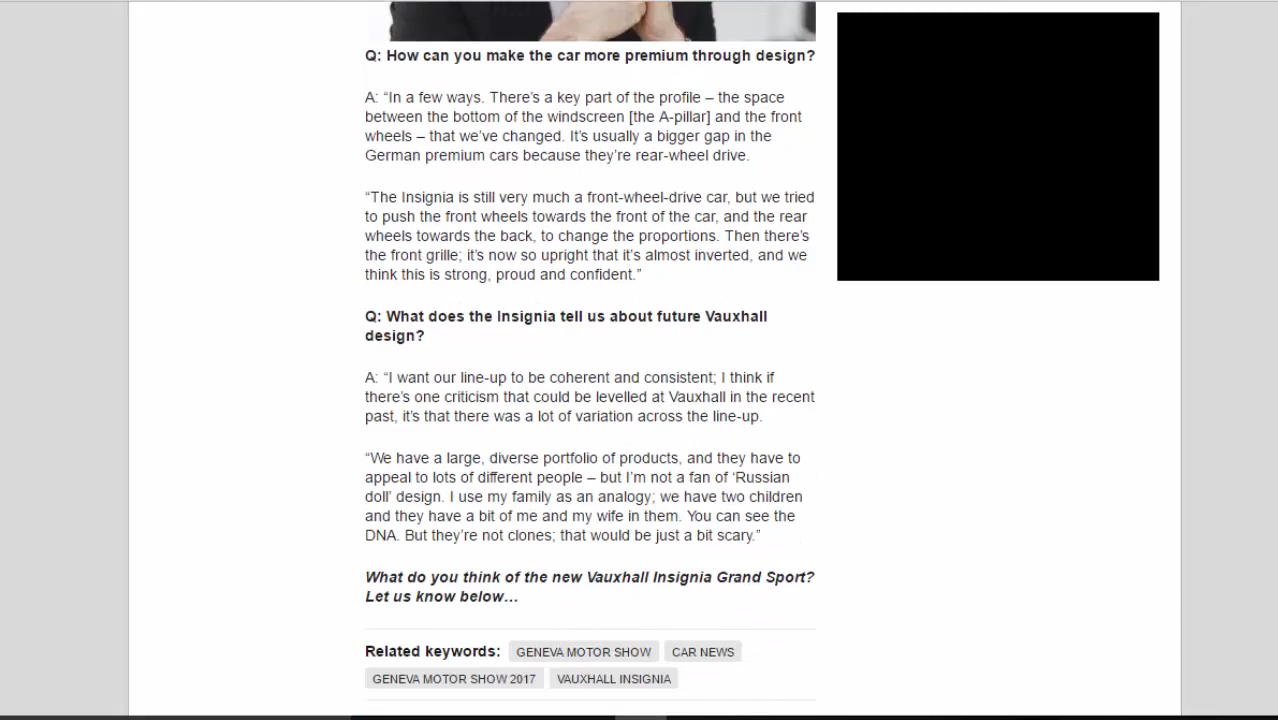 Q: How can you make the car more premium through design?
A: “In a few ways. There’s a key part of the profile – the space
between the bottom of the windscreen [the A-pillar] and the front
wheels – that we’ve changed. It’s usually a bigger gap in the
German premium cars because they’re rear-wheel drive.
“The Insignia is still very much a front-wheel-drive car, but we tried
to push the front wheels towards the front of the car, and the rear
wheels towards the back, to change the proportions. Then there’s
the front grille; it’s now so upright that it’s almost inverted, and we
think this is strong, proud and confident.”
Q: What does the Insignia tell us about future Vauxhall
design?
A: “I want our line-up to be coherent and consistent; I think if
there’s one criticism that could be levelled at Vauxhall in the recent
past, it’s that there was a lot of variation across the line-up.
“We have a large, diverse portfolio of products, and they have to
appeal to lots of different people – but I’m not a fan of ‘Russian
doll’ design. I use my family as an analogy; we have two children
and they have a bit of me and my wife in them. You can see the
DNA. But they’re not clones; that would be just a bit scary.”
What do you think of the new Vauxhall Insignia Grand Sport?
Let us know below…
Related keywords: GENEVA MOTOR SHOW CAR NEWS
GENEVA MOTOR SHOW 2017 VAUXHALL INSIGNIA